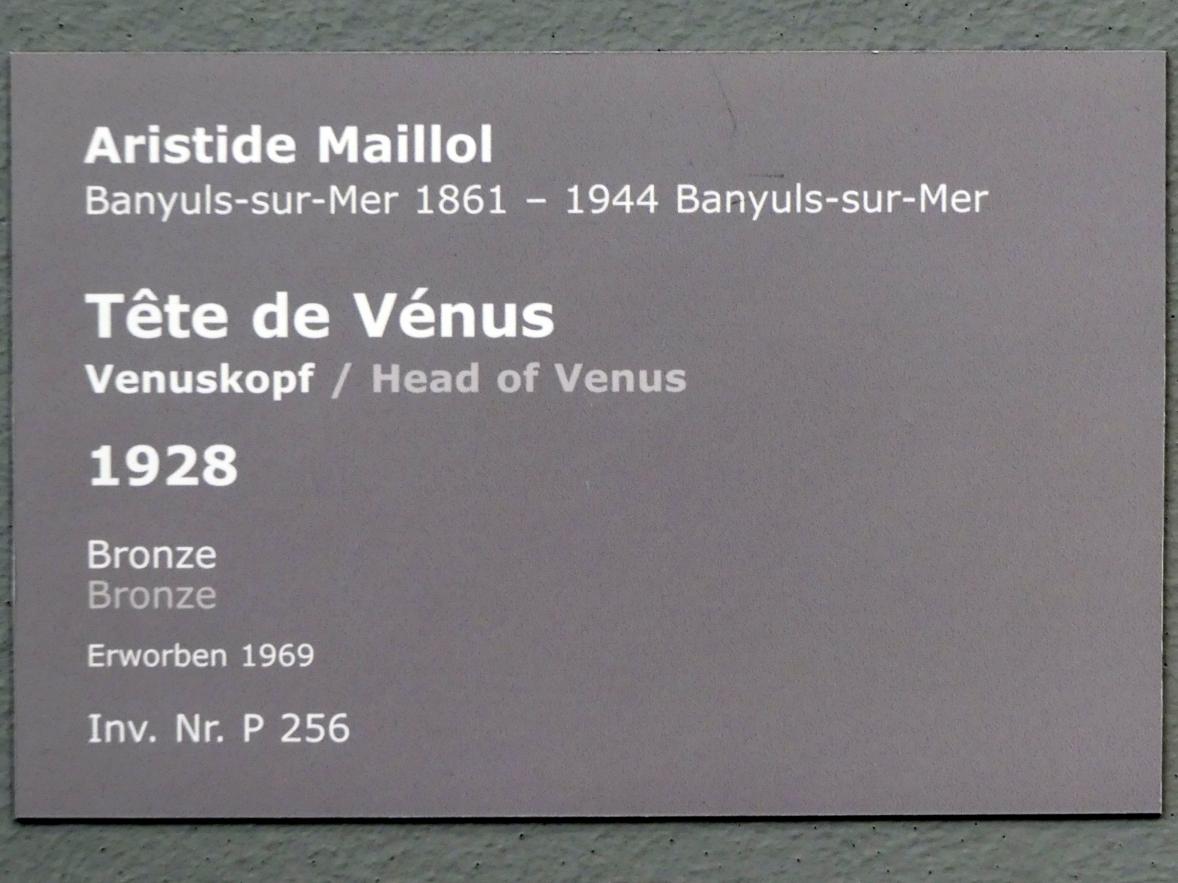 Aristide Maillol
Banyuls-sur-Mer 1861 – 1944 Banyuls-sur-Mer
Tête de Vénus
Venuskopf / Head of Venus
1928
Bronze
Bronze
Erworben 1969
Inv. Nr. P 256